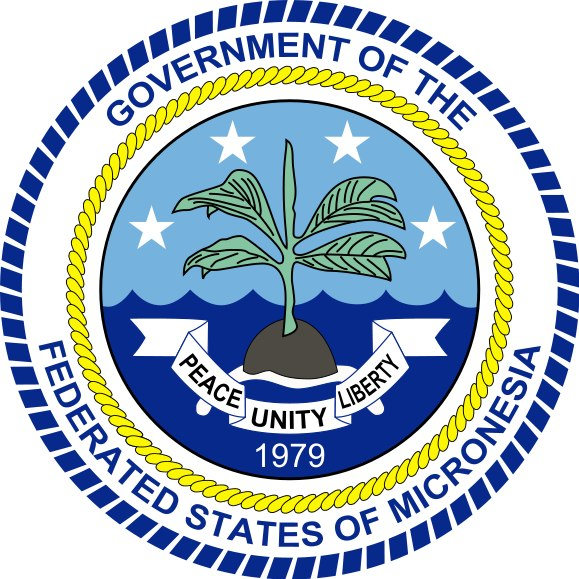 GOVERNMENT OF THE
PEACE UNITY LIBERTY
1979
FEDERATED STATES OF MICRONESIA